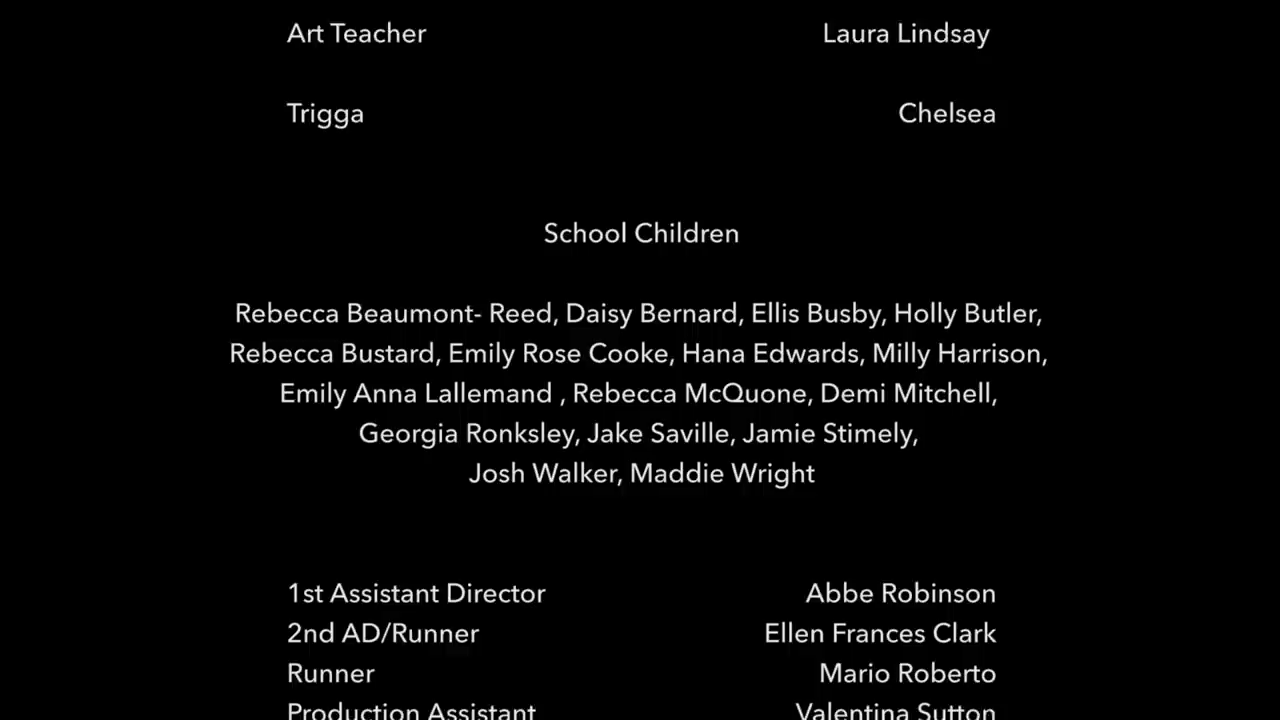 Art Teacher Laura Lindsay
Trigga Chelsea
School Children
Rebecca Beaumont- Reed, Daisy Bernard, Ellis Busby, Holly Butler,
Rebecca Bustard, Emily Rose Cooke, Hana Edwards, Milly Harrison,
Emily Anna Lallemand , Rebecca McQuone, Demi Mitchell,
Georgia Ronksley, Jake Saville, Jamie Stimely,
Josh Walker, Maddie Wright
1st Assistant Director Abbe Robinson
2nd AD/Runner Ellen Frances Clark
Runner Mario Roberto
Production Assistant Valentina Sutton